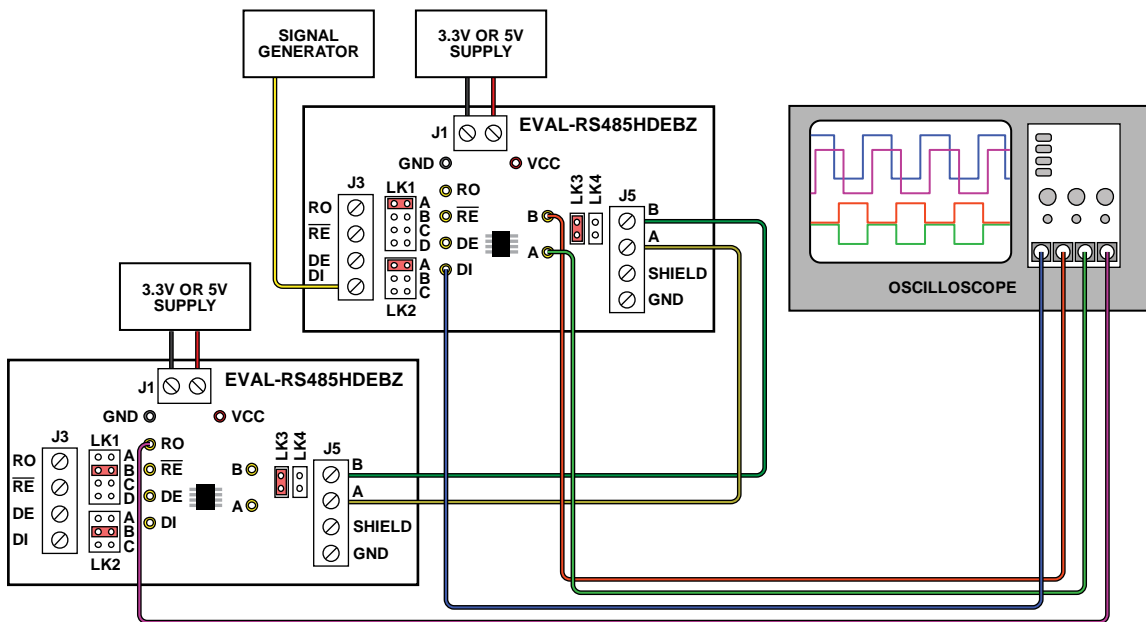 SIGNAL
GENERATOR
3.3V OR 5V
SUPPLY
J1
EVAL-RS485HDEBZ
GND
VCC
J3
RO
RE
DE
DI
LK1
A
B
C
D
LK2
A
B
C
RO
RE
DE
DI
B
A
LK3
LK4
J5
B
A
SHIELD
GND
OSCILLOSCOPE
3.3V OR 5V
SUPPLY
J1
EVAL-RS485HDEBZ
GND
VCC
J3
RO
RE
DE
DI
LK1
A
B
C
D
LK2
A
B
C
RO
RE
DE
DI
B
A
LK3
LK4
J5
B
A
SHIELD
GND